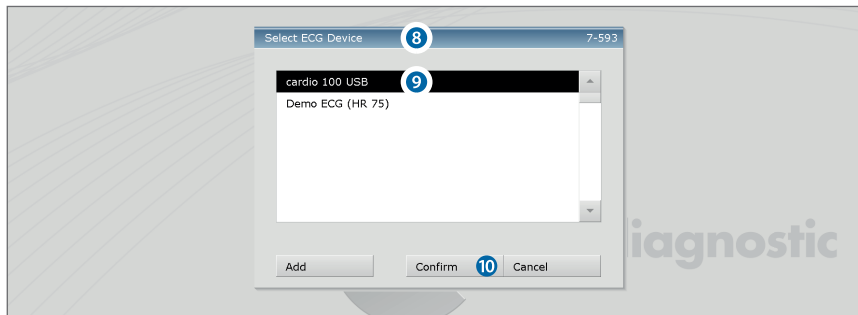 Select ECG Device 8 7-593
cardio 100 USB 9
Demo ECG (HR 75)
iagnostic
Add Confirm 10 Cancel